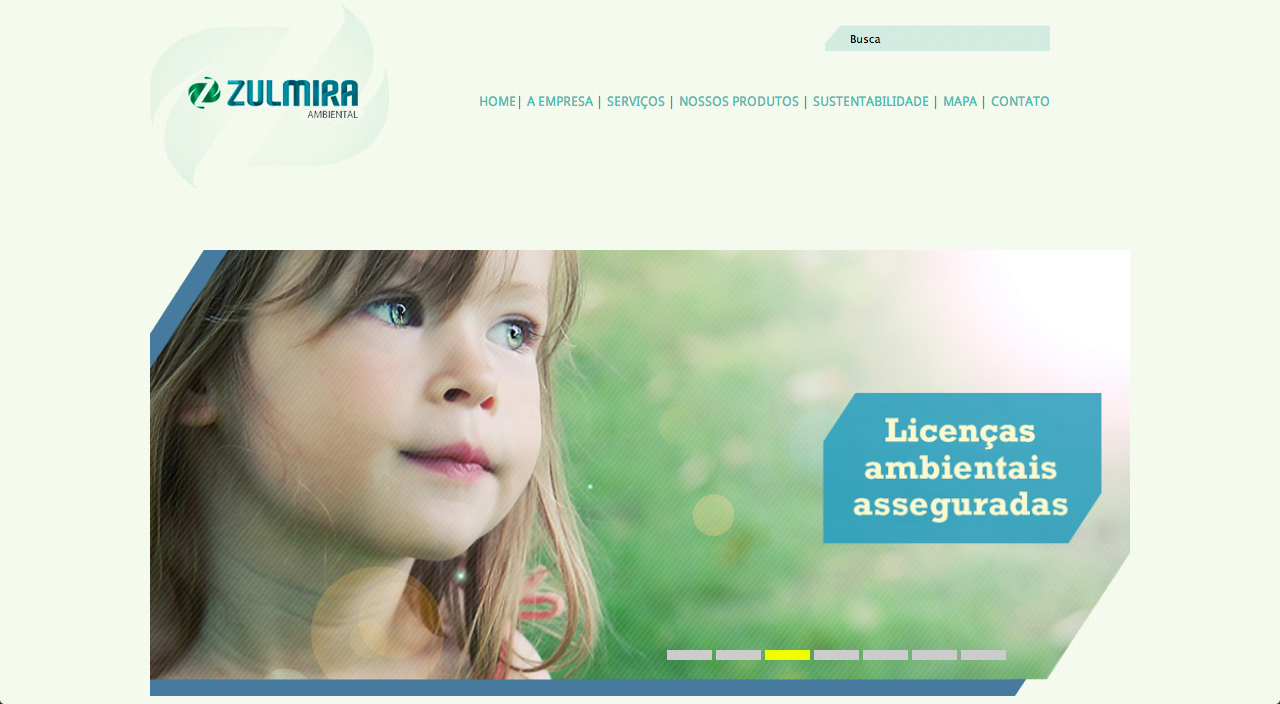 Busca
ZULMIRA
AMBIENTAL
HOME| A EMPRESA | SERVIÇOS | NOSSOS PRODUTOS | SUSTENTABILIDADE | MAPA | CONTATO
Licenças
ambientais
asseguradas